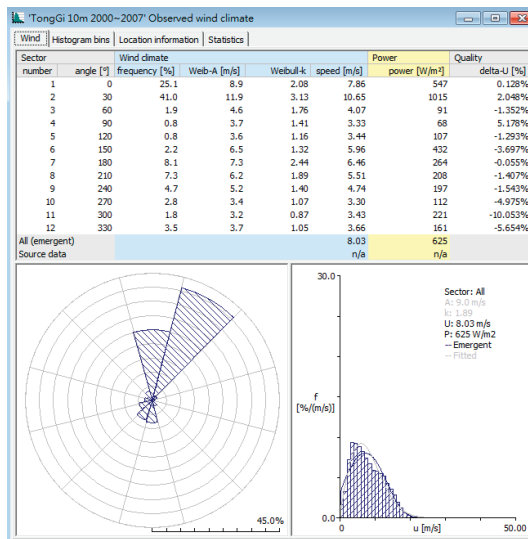 'TongGi 10m 2000~2007' Observed wind climate
Wind Histogram bins Location information Statistics
Sector Wind climate Power Quality
number angle [°] frequency [%] Weib-A [m/s] Weibull-k speed [m/s] power [W/m²] delta-U [%]
1 0 25.1 8.9 2.08 7.86 547 0.128%
2 30 41.0 11.9 3.13 10.65 1015 2.048%
3 60 1.9 4.6 1.76 4.07 91 -1.352%
4 90 0.8 3.7 1.41 3.33 68 5.178%
5 120 0.8 3.6 1.16 3.44 107 -1.293%
6 150 2.2 6.5 1.32 5.96 432 -3.697%
7 180 8.1 7.3 2.44 6.46 264 -0.055%
8 210 7.3 6.2 1.89 5.51 208 -1.407%
9 240 4.7 5.2 1.40 4.74 197 -1.543%
10 270 2.8 3.4 1.07 3.30 112 -4.975%
11 300 1.8 3.2 0.87 3.43 221 -10.053%
12 330 3.5 3.7 1.05 3.66 161 -5.654%
All (emergent) 8.03 625
Source data n/a n/a
45.0%
30.0
Sector: All
A: 9.0 m/s
k: 1.89
U: 8.03 m/s
P: 625 W/m2
-- Emergent
-- Fitted
f
[%/(m/s)]
0.0
0 u [m/s] 50.00